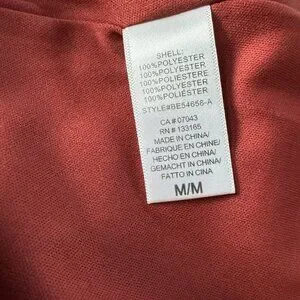 SHELL:
100%POLYESTER
100%POLYESTER
100%POLIESTERE
100%POLYESTER
100%POLIÉSTER
STYLE#BE54658-A
CA # 07043
RN # 133165
MADE IN CHINA/
FABRIQUE EN CHINE/
HECHO EN CHINA/
GEMACHT IN CHINA/
FATTO IN CINA
M/M